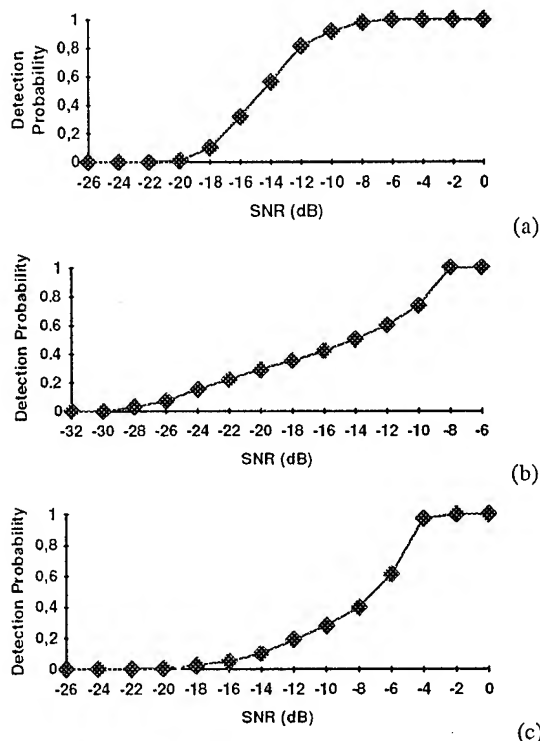 Detection
Probability
1
0,8
0,6
0,4
0,2
0
-26 -24 -22 -20 -18 -16 -14 -12 -10 -8 -6 -4 -2 0
SNR (dB)
(a)
Detection Probability
1
0.8
0.6
0.4
0.2
0
-32 -30 -28 -26 -24 -22 -20 -18 -16 -14 -12 -10 -8 -6
SNR (dB)
(b)
Detection Probability
1
0,8
0,6
0,4
0,2
0
-26 -24 -22 -20 -18 -16 -14 -12 -10 -8 -6 -4 -2 0
SNR (dB)
(c)